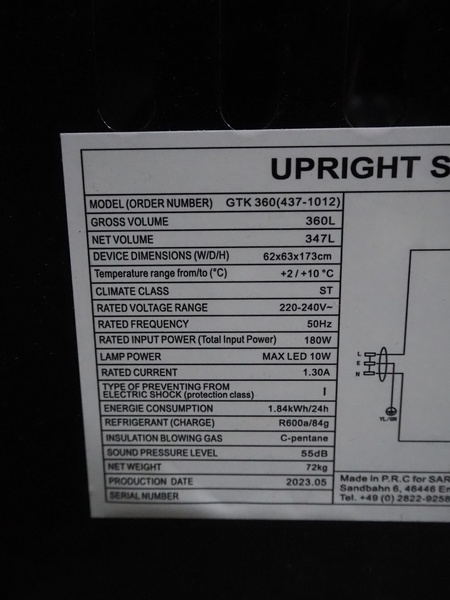 UPRIGHT S
MODEL (ORDER NUMBER) GTK 360(437-1012)
GROSS VOLUME 360L
NET VOLUME 347L
DEVICE DIMENSIONS (W/D/H) 62x63x173cm
Temperature range from/to (°C) +2 / +10 °C
CLIMATE CLASS ST
RATED VOLTAGE RANGE 220-240V~
RATED FREQUENCY 50Hz
RATED INPUT POWER (Total Input Power) 180W
LAMP POWER MAX LED 10W
RATED CURRENT 1.30A
TYPE OF PREVENTING FROM
ELECTRIC SHOCK (protection class) I
ENERGIE CONSUMPTION 1.84kWh/24h
REFRIGERANT (CHARGE) R600a/84g
INSULATION BLOWING GAS C-pentane
SOUND PRESSURE LEVEL 55dB
NET WEIGHT 72kg
PRODUCTION DATE 2023.05
SERIAL NUMBER
L
E
N
YL/GN
Made in P.R.C for SAR
Sandbahn 6, 46446 Em
Tel. +49 (0) 2822-9258